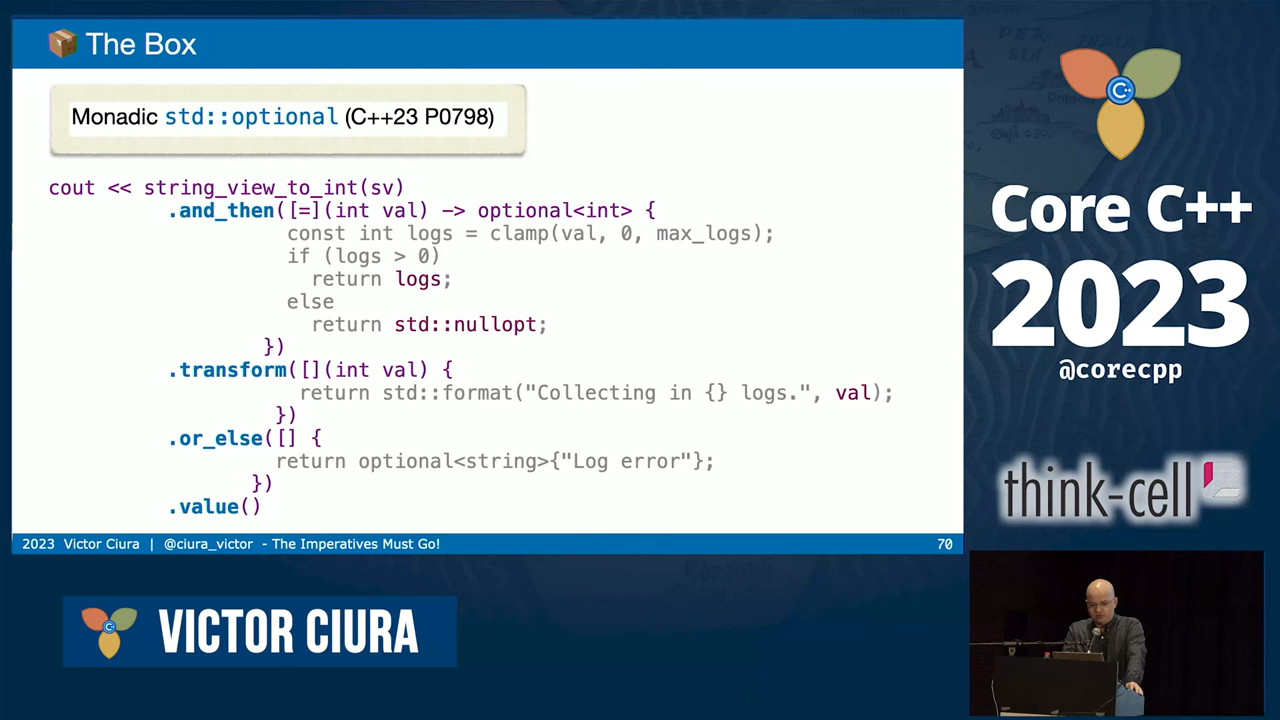 The Box
Monadic std::optional (C++23 P0798)
cout << string_view_to_int(sv)
.and_then([=](int val) -> optional<int> {
const int logs = clamp(val, 0, max_logs);
if (logs > 0)
return logs;
else
return std::nullopt;
})
.transform([](int val) {
return std::format("Collecting in {} logs.", val);
})
.or_else([] {
return optional<string>{"Log error"};
})
.value()
2023 Victor Ciura | @ciura_victor - The Imperatives Must Go!
70
C++
Core C++
2023
@corecpp
think-cell
C++
VICTOR CIURA